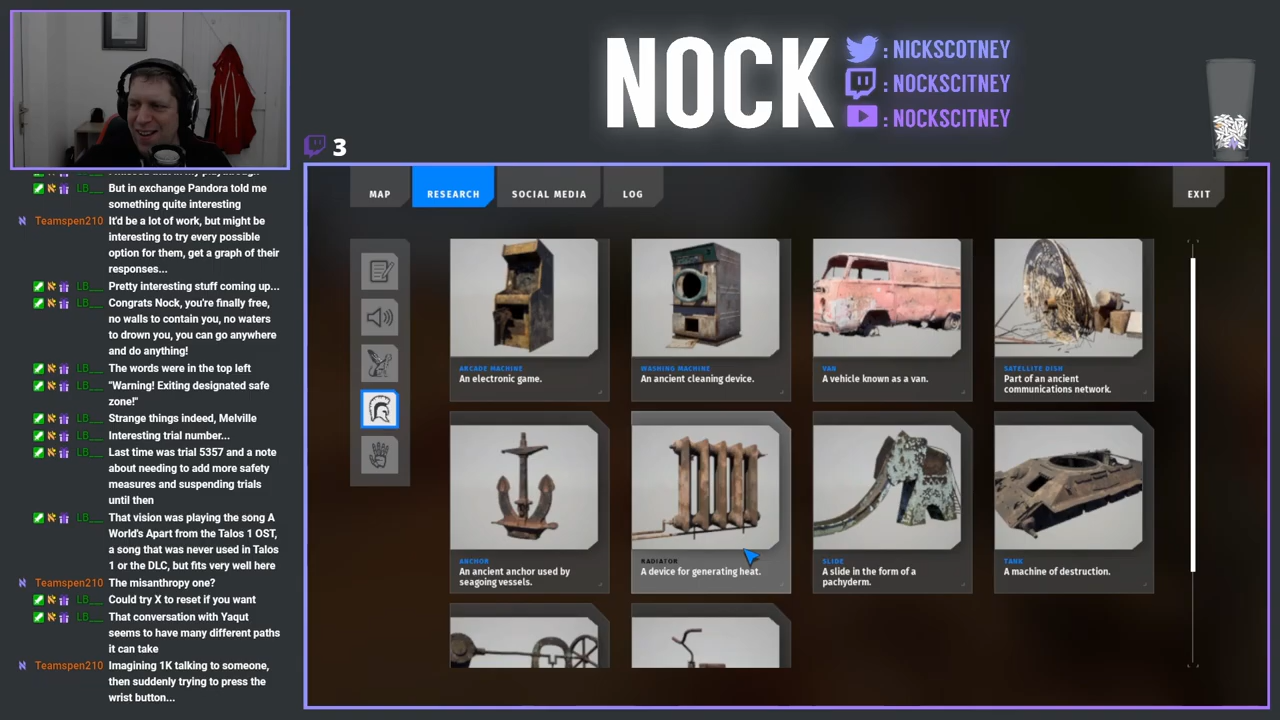 NOCK
: NICKSCOTNEY
: NOCKSCITNEY
: NOCKSCITNEY
3
LB__ But in exchange Pandora told me
something quite interesting
Teamspen210 It'd be a lot of work, but might be
interesting to try every possible
option for them, get a graph of their
responses...
LB__ Pretty interesting stuff coming up...
LB__ Congrats Nock, you're finally free,
no walls to contain you, no waters
to drown you, you can go anywhere
and do anything!
LB__ The words were in the top left
LB__ "Warning! Exiting designated safe
zone!"
LB__ Strange things indeed, Melville
LB__ Interesting trial number...
LB__ Last time was trial 5357 and a note
about needing to add more safety
measures and suspending trials
until then
LB__ That vision was playing the song A
World's Apart from the Talos 1 OST,
a song that was never used in Talos
1 or the DLC, but fits very well here
Teamspen210 The misanthropy one?
LB__ Could try X to reset if you want
LB__ That conversation with Yaqut
seems to have many different paths
it can take
Teamspen210 Imagining 1K talking to someone,
then suddenly trying to press the
wrist button...
MAP
RESEARCH
SOCIAL MEDIA
LOG
EXIT
ARCADE MACHINE
An electronic game.
WASHING MACHINE
An ancient cleaning device.
VAN
A vehicle known as a van.
SATELLITE DISH
Part of an ancient
communications network.
ANCHOR
An ancient anchor used by
seagoing vessels.
RADIATOR
A device for generating heat.
SLIDE
A slide in the form of a
pachyderm.
TANK
A machine of destruction.